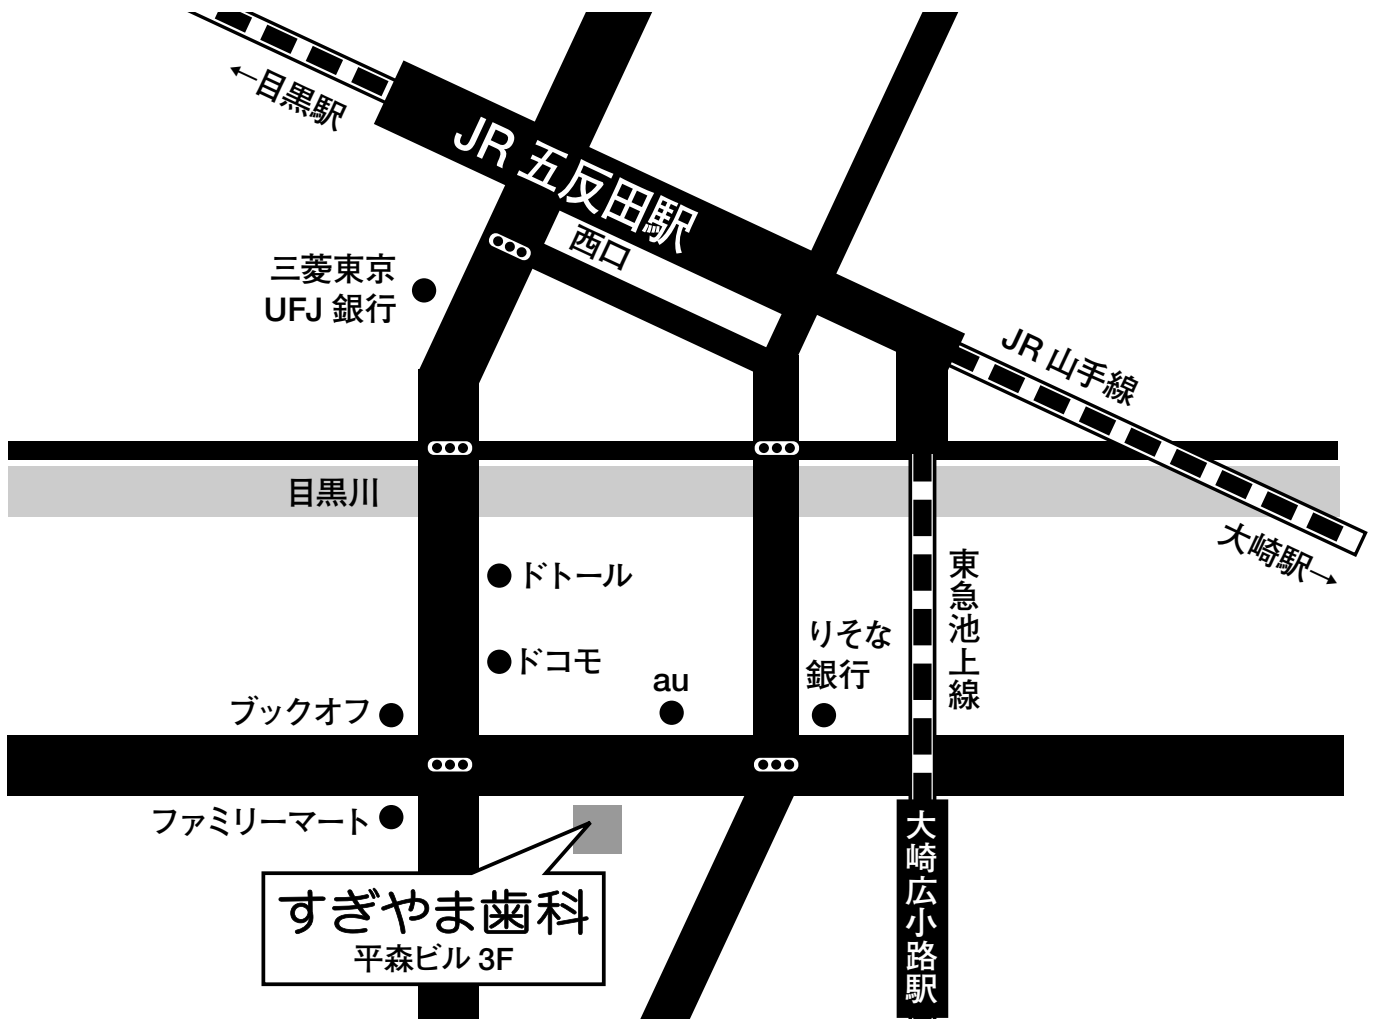 ←目黒駅
JR 五反田駅
西口
三菱東京
UFJ 銀行
JR 山手線
目黒川
大崎駅→
ドトール
東急池上線
りそな
銀行
ドコモ
au
ブックオフ
ファミリーマート
大崎広小路駅
すぎやま歯科
平森ビル 3F